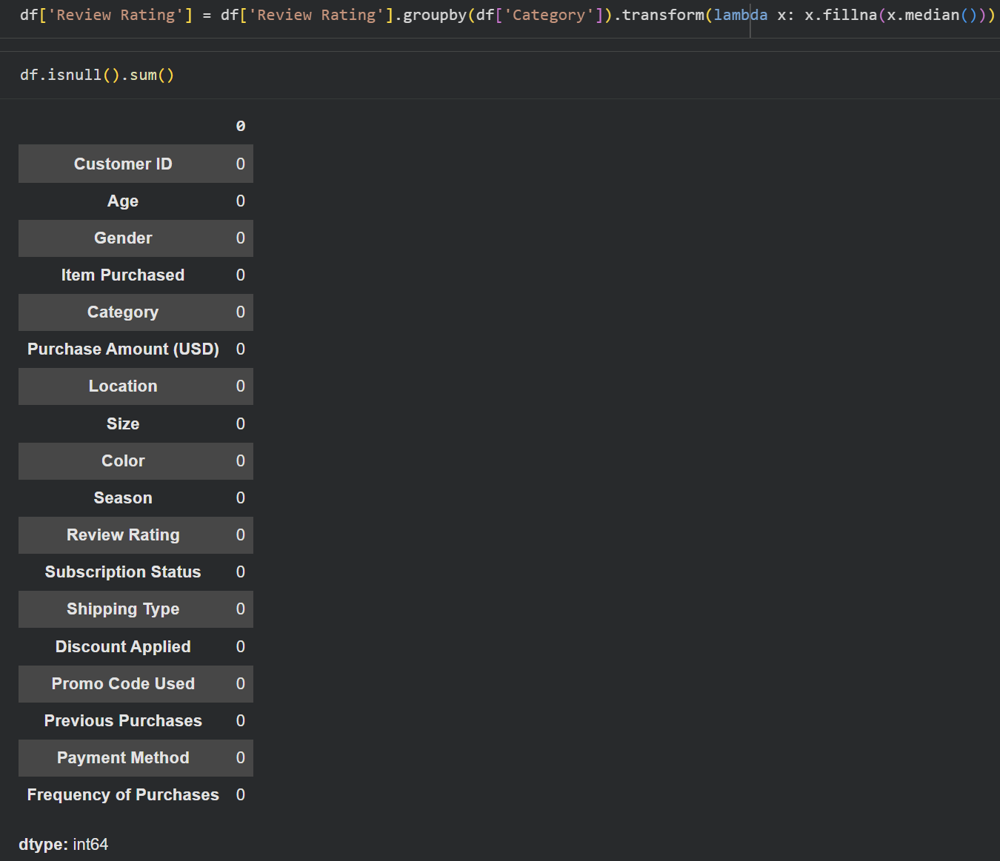 df['Review Rating'] = df['Review Rating'].groupby(df['Category']).transform(lambda x: x.fillna(x.median()))
df.isnull().sum()
0
Customer ID 0
Age 0
Gender 0
Item Purchased 0
Category 0
Purchase Amount (USD) 0
Location 0
Size 0
Color 0
Season 0
Review Rating 0
Subscription Status 0
Shipping Type 0
Discount Applied 0
Promo Code Used 0
Previous Purchases 0
Payment Method 0
Frequency of Purchases 0
dtype: int64